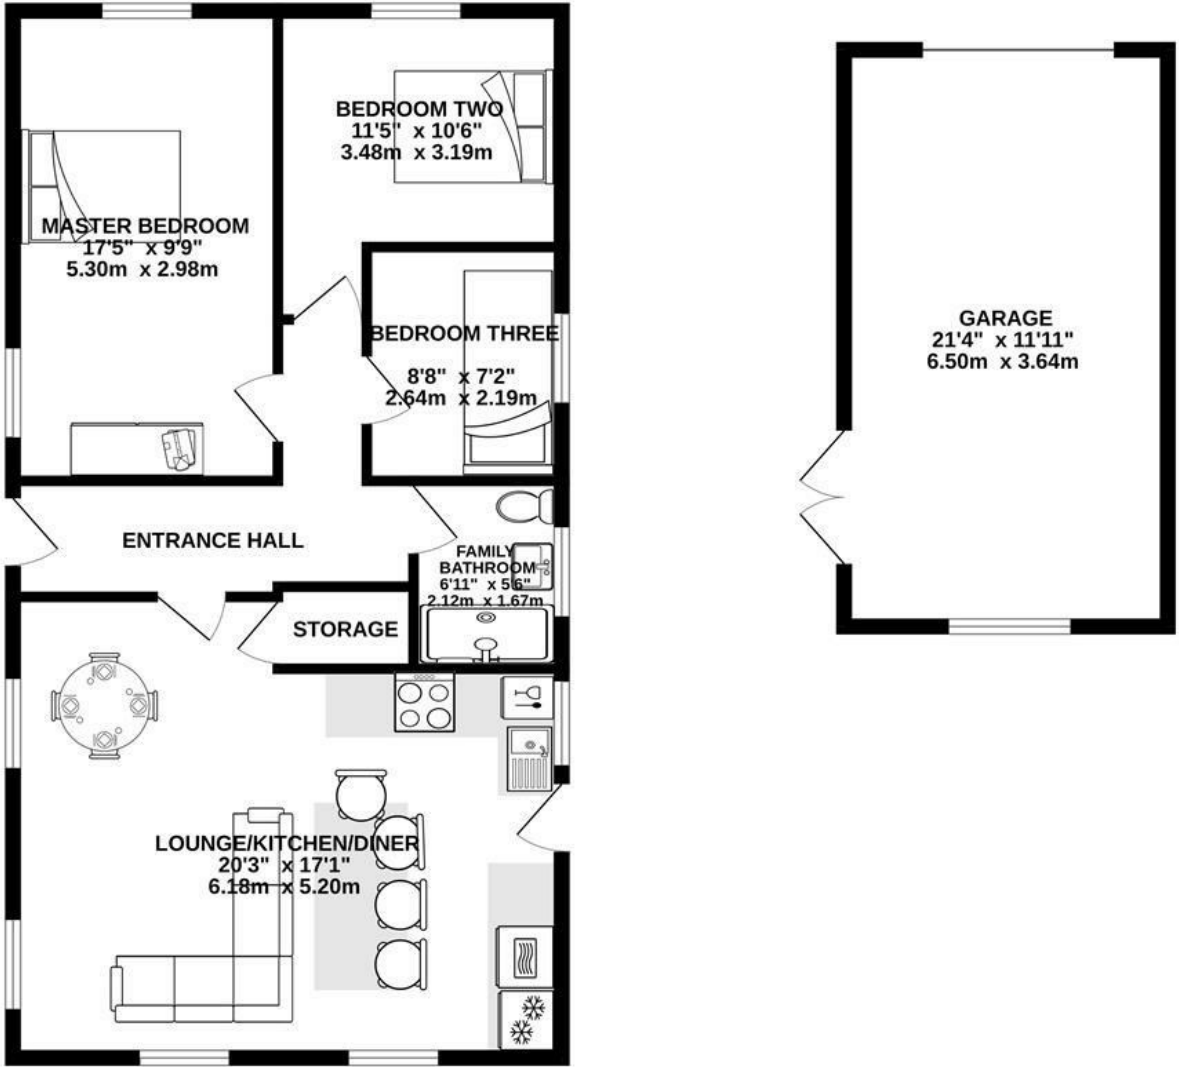 BEDROOM TWO
11'5" x 10'6"
3.48m x 3.19m
MASTER BEDROOM
17'5" x 9'9"
5.30m x 2.98m
BEDROOM THREE
8'8" x 7'2"
2.64m x 2.19m
GARAGE
21'4" x 11'11"
6.50m x 3.64m
ENTRANCE HALL
FAMILY
BATHROOM
6'11" x 5'6"
2.12m x 1.67m
STORAGE
LOUNGE/KITCHEN/DINER
20'3" x 17'1"
6.18m x 5.20m